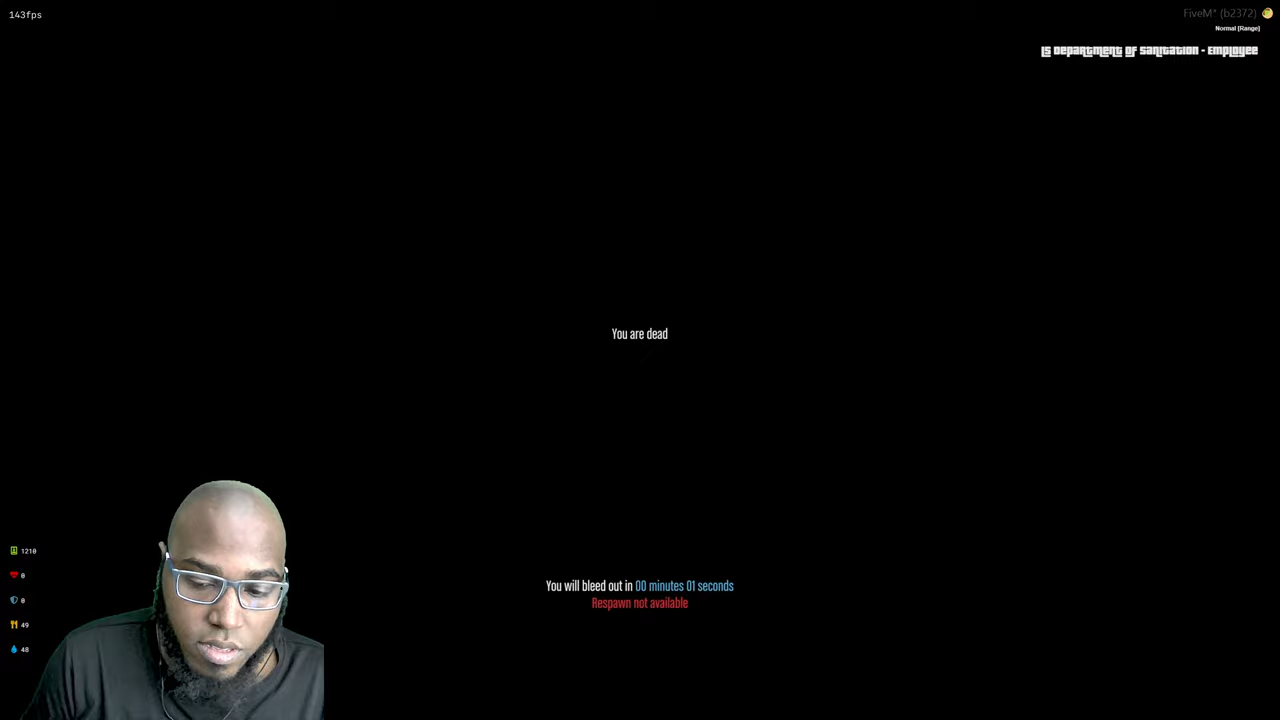 143fps
FiveM* (b2372)
Normal [Range]
LS Department Of Sanitation - Employee
You are dead
1210
0
0
49
48
You will bleed out in 00 minutes 01 seconds
Respawn not available